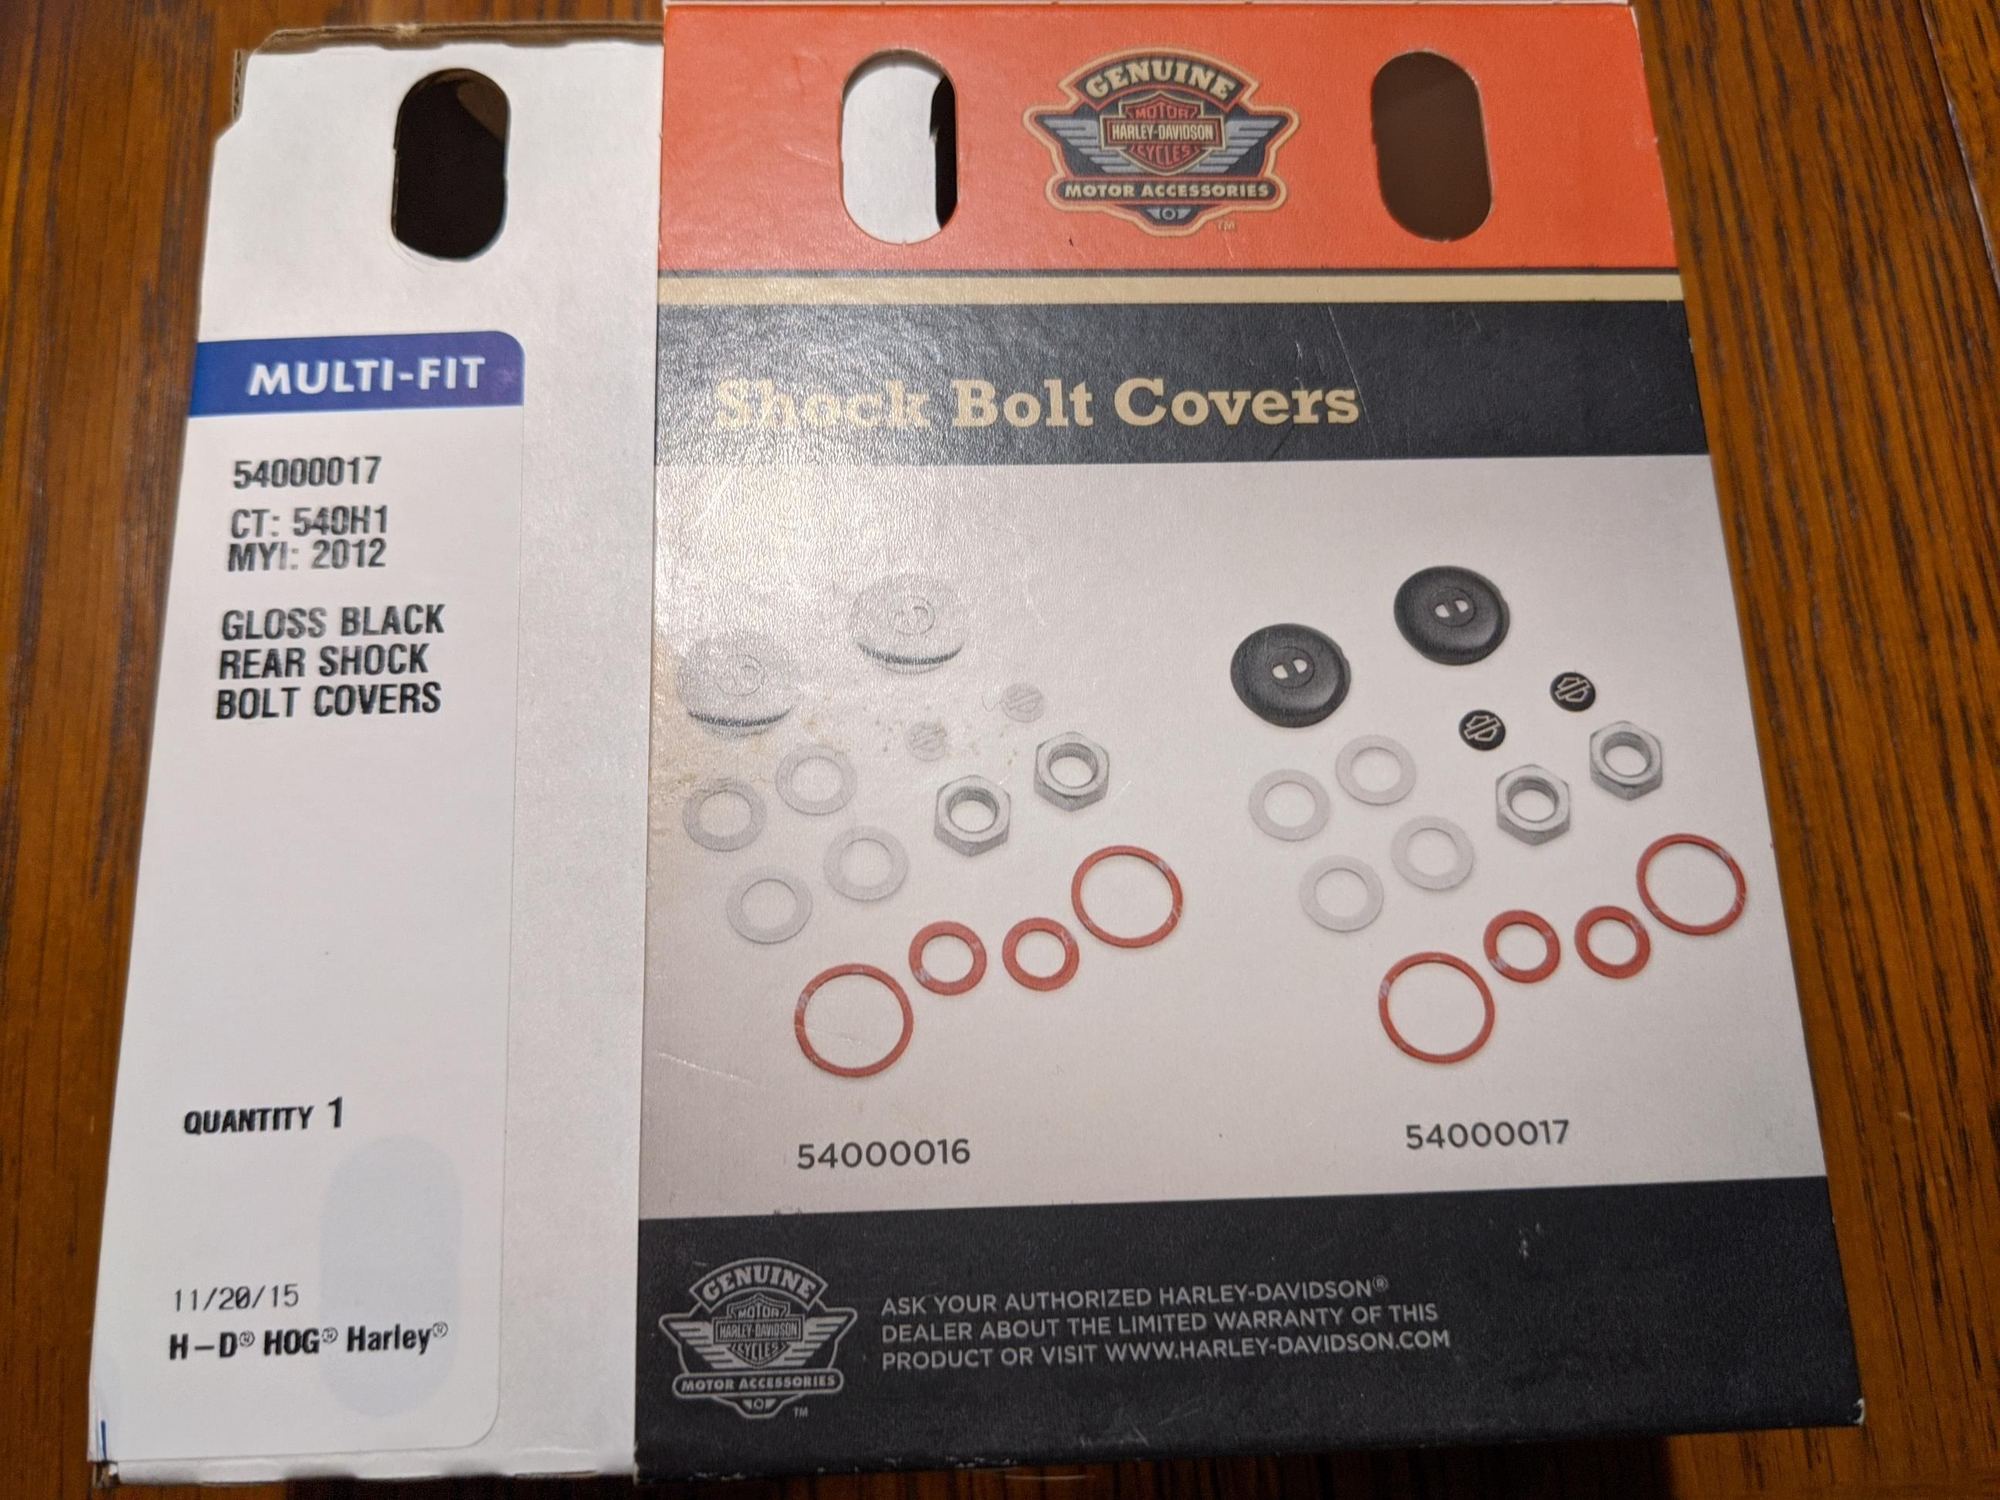 MULTI-FIT
54000017
CT: 540H1
MYI: 2012
GLOSS BLACK
REAR SHOCK
BOLT COVERS
QUANTITY 1
11/20/15
H-D® HOG® Harley®
GENUINE
MOTOR
HARLEY-DAVIDSON
CYCLES
MOTOR ACCESSORIES
TM
Shock Bolt Covers
54000016
54000017
GENUINE
MOTOR
HARLEY-DAVIDSON
CYCLES
MOTOR ACCESSORIES
TM
ASK YOUR AUTHORIZED HARLEY-DAVIDSON®
DEALER ABOUT THE LIMITED WARRANTY OF THIS
PRODUCT OR VISIT WWW.HARLEY-DAVIDSON.COM